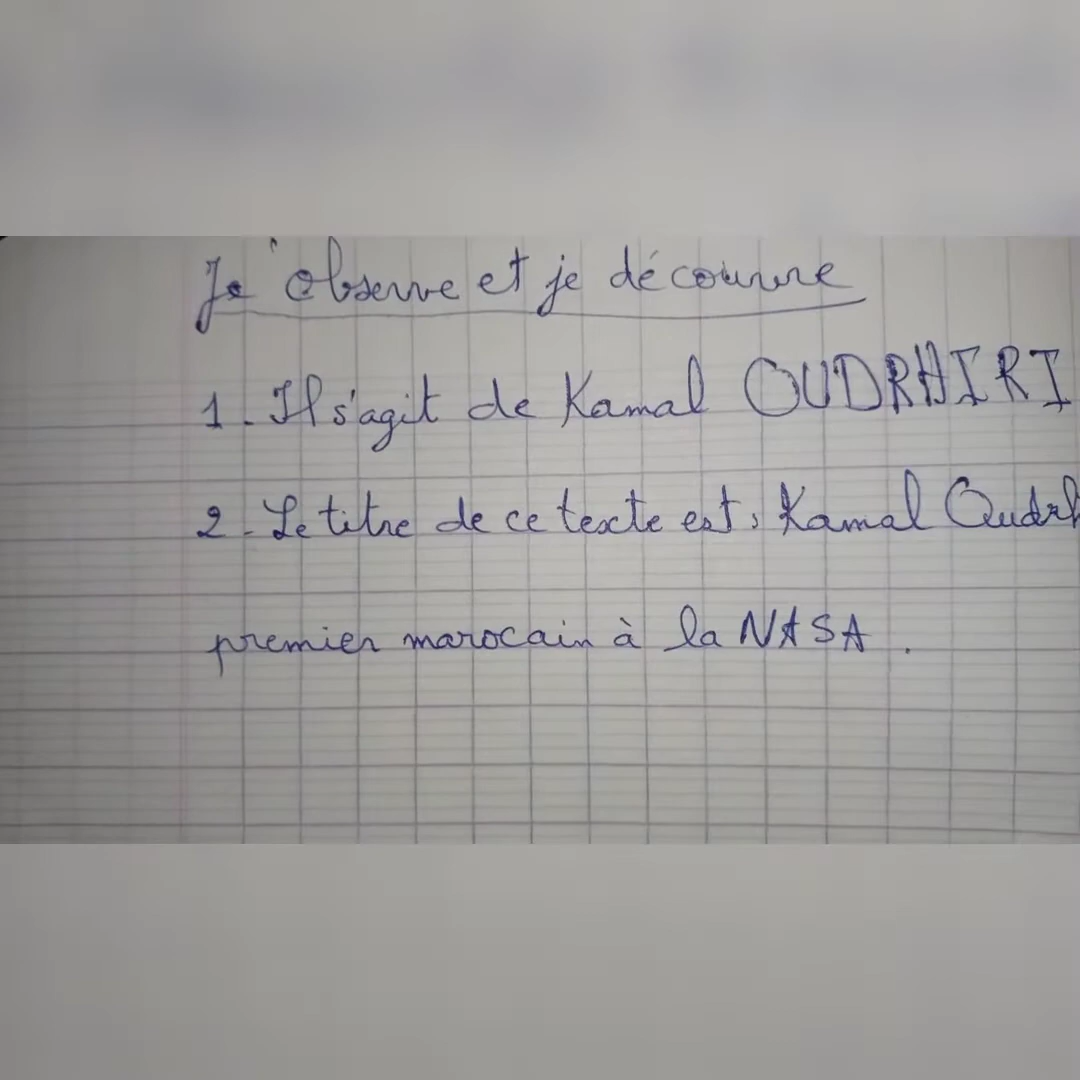 J'observe et je découvre
1. Il s'agit de Kamal OUDRHIRI
2. Le titre de ce texte est, Kamal Oudrh
premier marocain à la NASA.